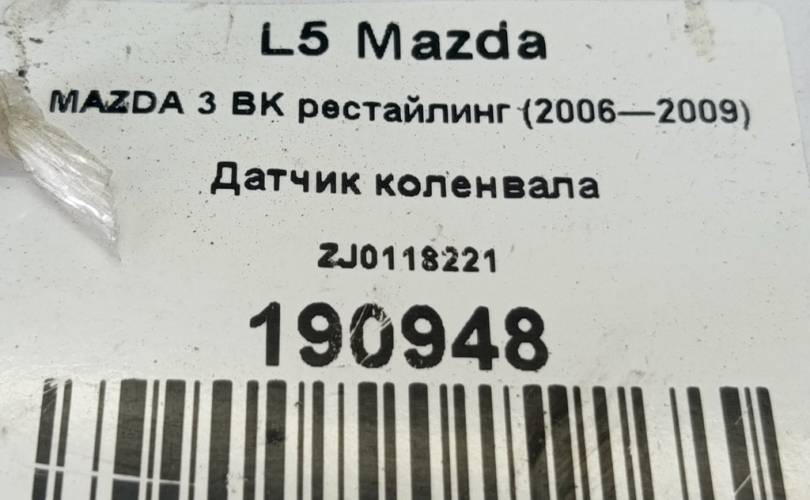 L5 Mazda
MAZDA 3 BK рестайлинг (2006—2009)
Датчик коленвала
ZJ0118221
190948